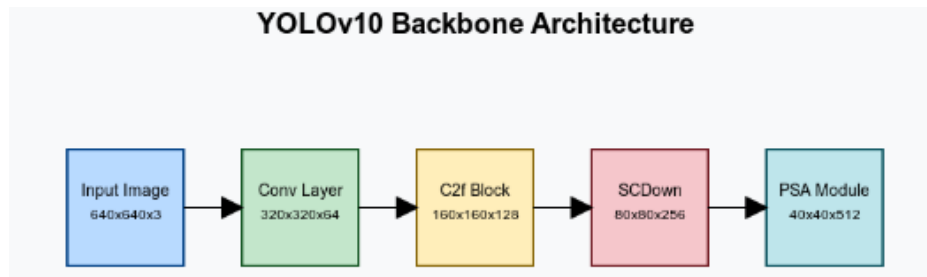 YOLOv10 Backbone Architecture
Input Image
640x640x3
Conv Layer
320x320x64
C2f Block
160x160x128
SCDown
80x80x256
PSA Module
40x40x512